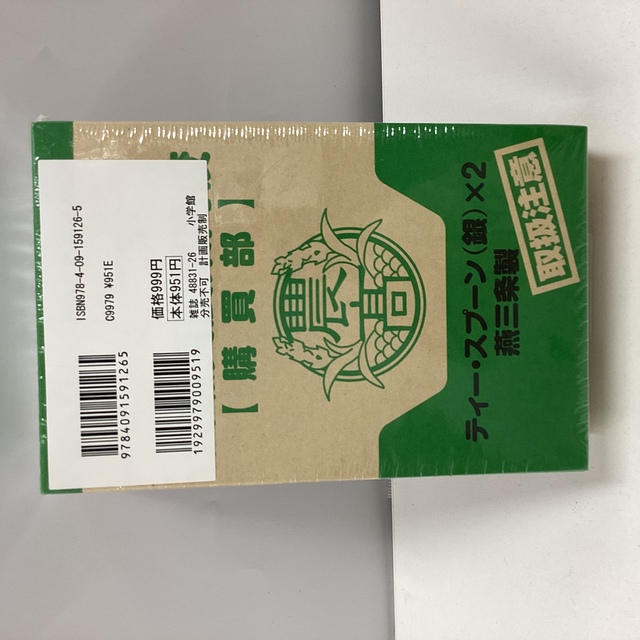 ISBN978-4-09-159126-5
C9979 ¥951E
価格999円
本体951円
雑誌 48831-26 小学館
分売不可 計画販売制
9784091591265
1929979009519
【購買部】
農高
ティー・スプーン(銀)×2
燕三条製
取扱注意